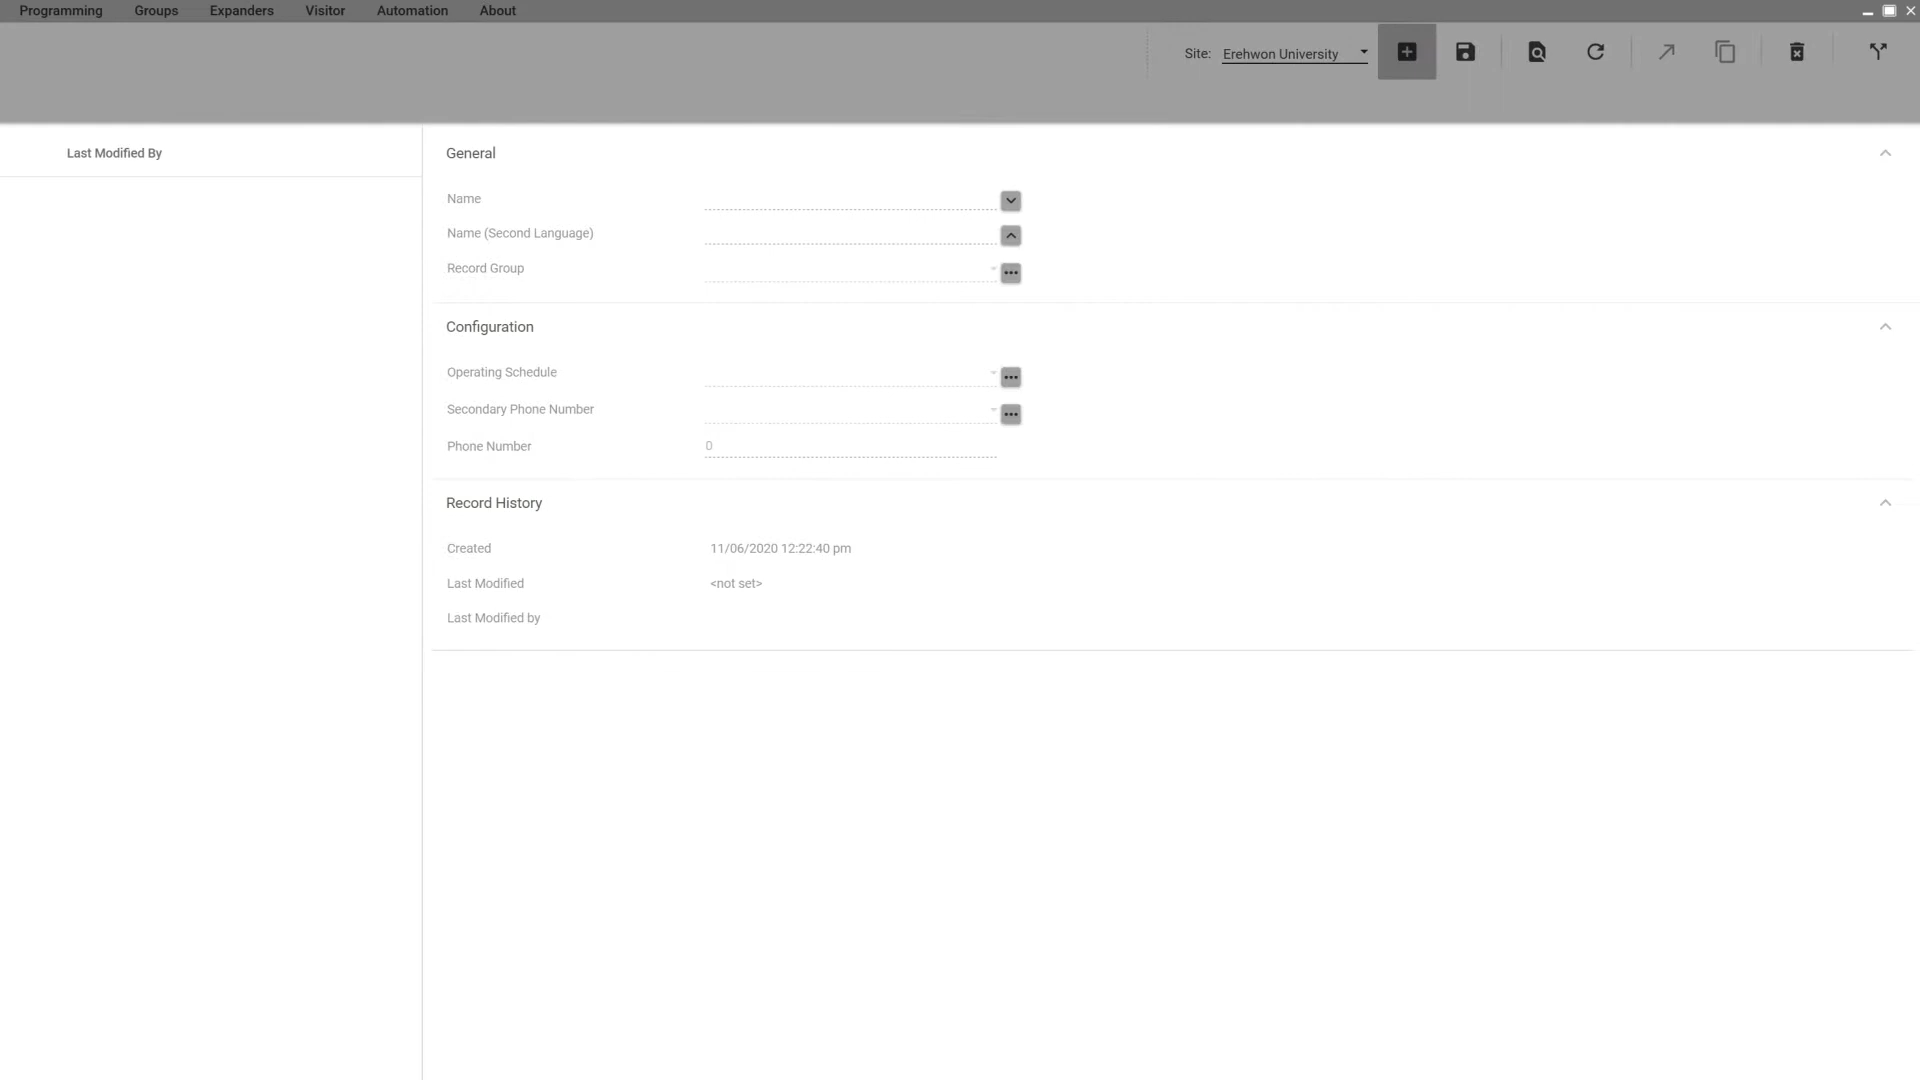 Programming Groups Expanders Visitor Automation About
Site: Erehwon University
Last Modified By
General
Name
Name (Second Language)
Record Group
Configuration
Operating Schedule
Secondary Phone Number
Phone Number 0
Record History
Created 11/06/2020 12:22:40 pm
Last Modified <not set>
Last Modified by